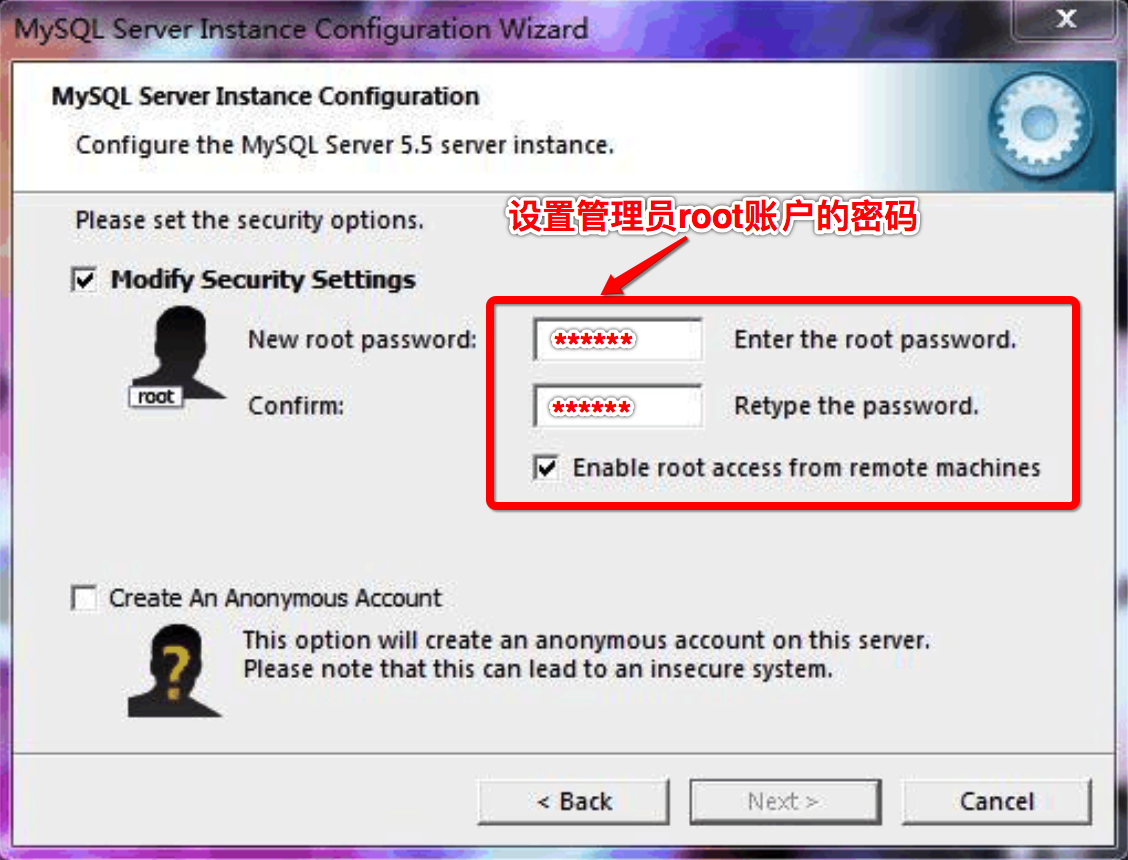 MySQL Server Instance Configuration Wizard
X
MySQL Server Instance Configuration
Configure the MySQL Server 5.5 server instance.
Please set the security options.
设置管理员root账户的密码
Modify Security Settings
New root password: ****** Enter the root password.
root
Confirm: ****** Retype the password.
Enable root access from remote machines
Create An Anonymous Account
?
This option will create an anonymous account on this server.
Please note that this can lead to an insecure system.
< Back Next > Cancel